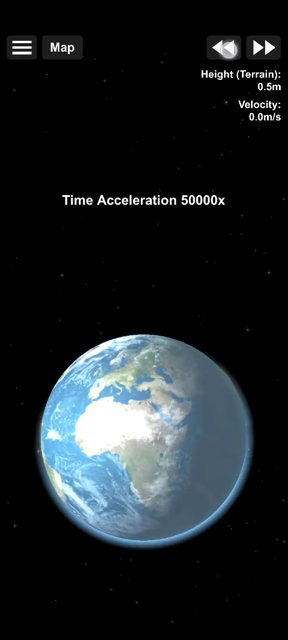 Map
Height (Terrain):
0.5m
Velocity:
0.0m/s
Time Acceleration 50000x